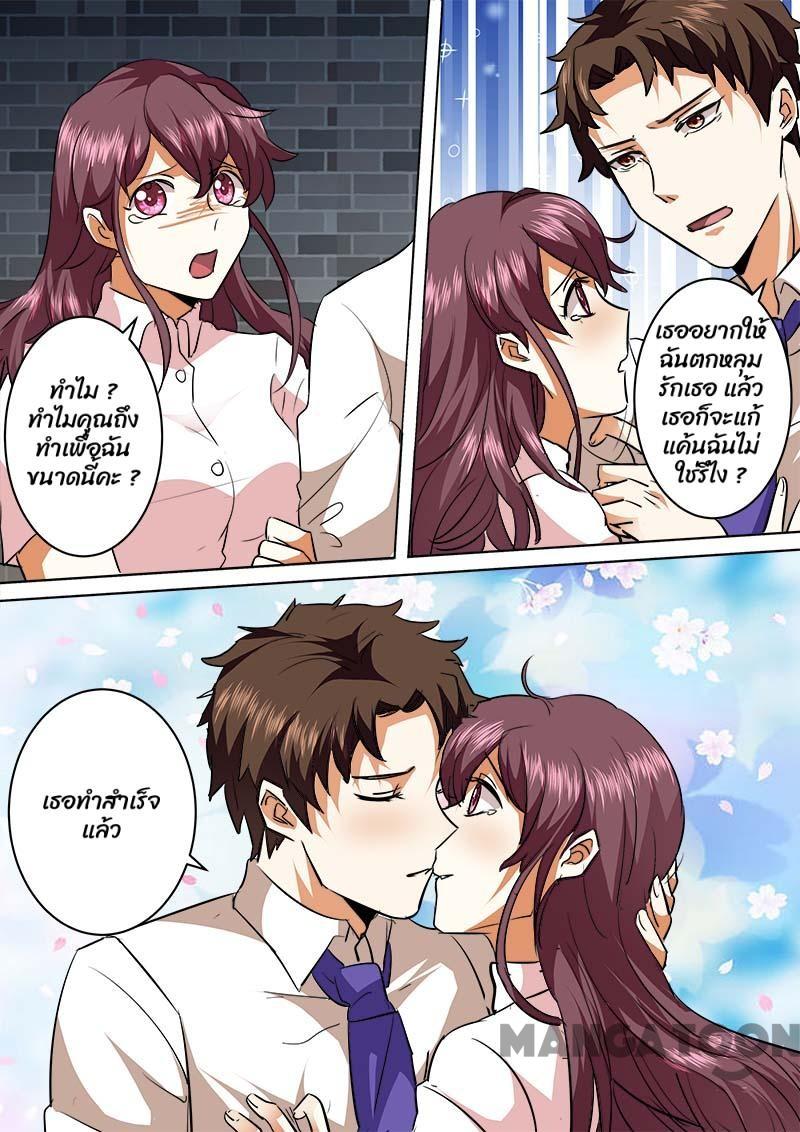 ทำไม ?
ทำไมคุณถึง
ทำเพื่อฉัน
ขนาดนี้คะ ?
เธออยากให้
ฉันตกหลุม
รักเธอ แล้ว
เธอก็จะแก้
แค้นฉันไม่
ใช่รึไง ?
เธอทำสำเร็จ
แล้ว
MANGATOON